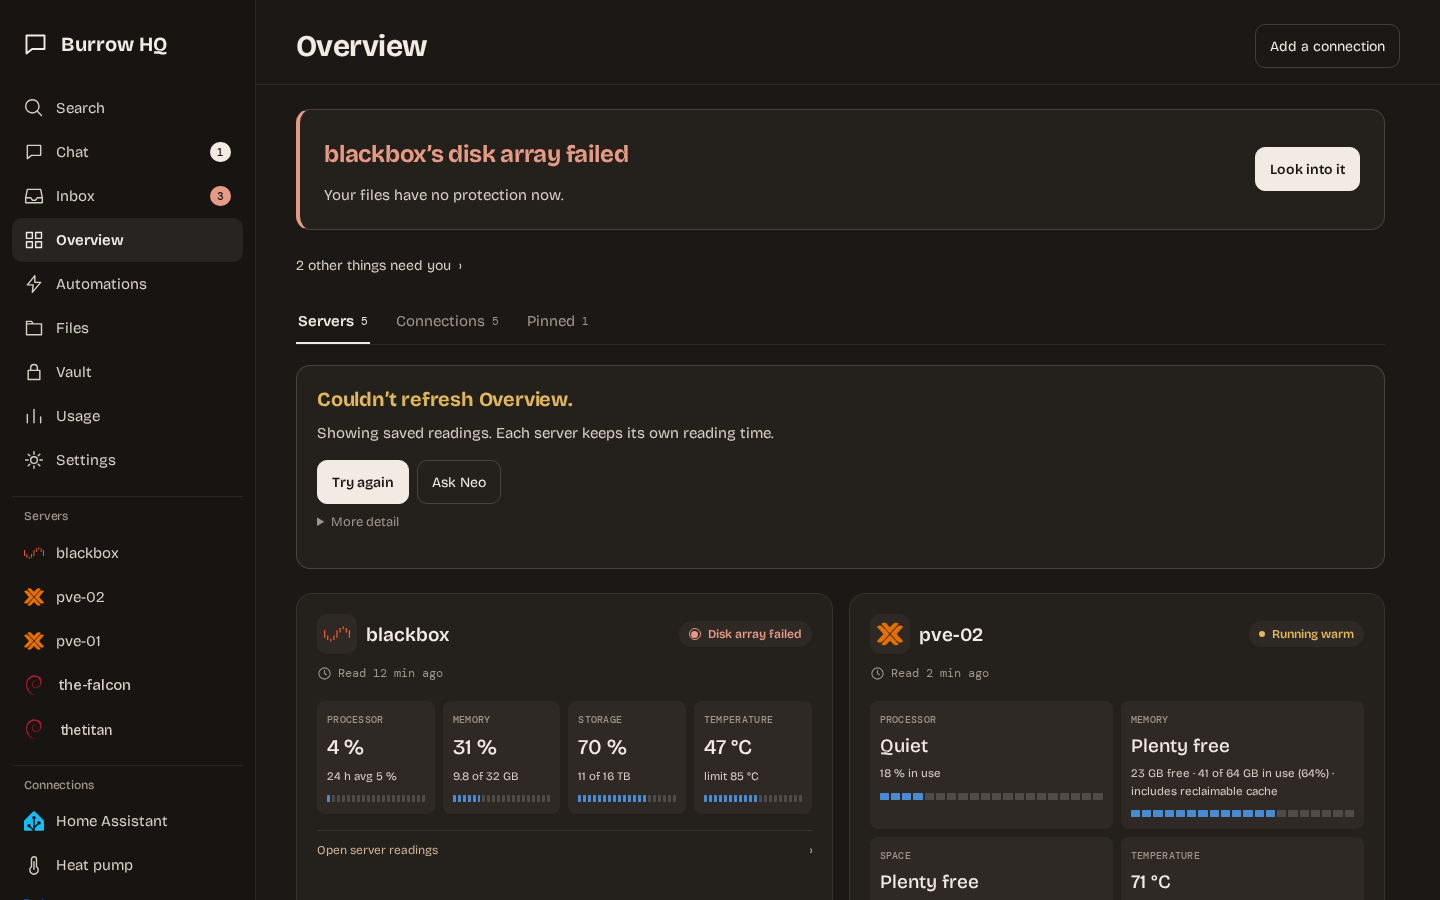 Burrow HQ
Search
Chat 1
Inbox 3
Overview
Automations
Files
Vault
Usage
Settings
Servers
blackbox
pve-02
pve-01
the-falcon
thetitan
Connections
Home Assistant
Heat pump
Overview
Add a connection
blackbox’s disk array failed
Your files have no protection now.
Look into it
2 other things need you ›
Servers 5 Connections 5 Pinned 1
Couldn’t refresh Overview.
Showing saved readings. Each server keeps its own reading time.
Try again Ask Neo
More detail
blackbox Disk array failed
Read 12 min ago
PROCESSOR
4 %
24 h avg 5 %
MEMORY
31 %
9.8 of 32 GB
STORAGE
70 %
11 of 16 TB
TEMPERATURE
47 °C
limit 85 °C
Open server readings ›
pve-02 Running warm
Read 2 min ago
PROCESSOR
Quiet
18 % in use
MEMORY
Plenty free
23 GB free · 41 of 64 GB in use (64%) ·
includes reclaimable cache
SPACE
Plenty free
TEMPERATURE
71 °C